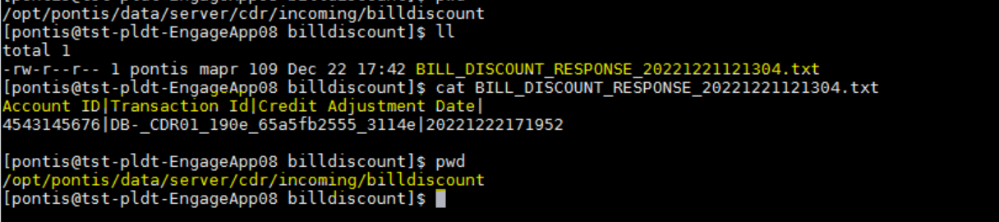 /opt/pontis/data/server/cdr/incoming/billdiscount
[pontis@tst-pldt-EngageApp08 billdiscount]$ ll
total 1
-rw-r--r-- 1 pontis mapr 109 Dec 22 17:42 BILL_DISCOUNT_RESPONSE_20221221121304.txt
[pontis@tst-pldt-EngageApp08 billdiscount]$ cat BILL_DISCOUNT_RESPONSE_20221221121304.txt
Account ID|Transaction Id|Credit Adjustment Date|
4543145676|DB-_CDR01_190e_65a5fb2555_3114e|20221222171952
[pontis@tst-pldt-EngageApp08 billdiscount]$ pwd
/opt/pontis/data/server/cdr/incoming/billdiscount
[pontis@tst-pldt-EngageApp08 billdiscount]$